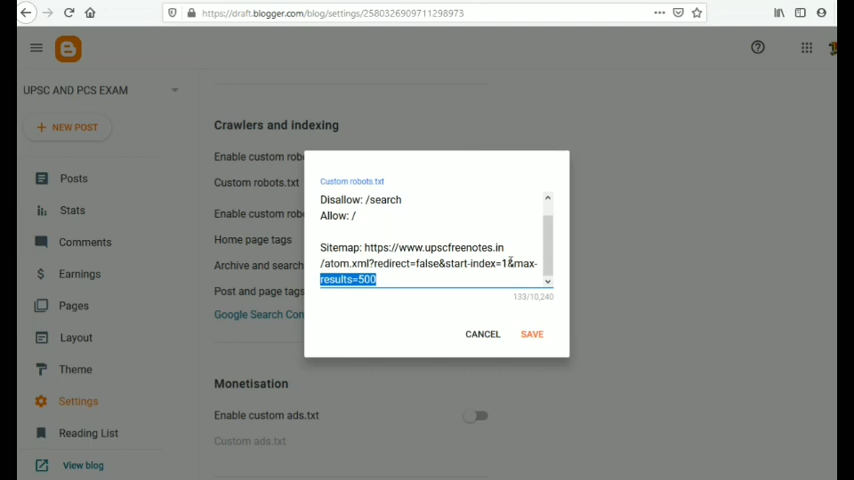 https://draft.blogger.com/blog/settings/2580326909711298973
UPSC AND PCS EXAM
+ NEW POST
Posts
Stats
Comments
Earnings
Pages
Layout
Theme
Settings
Reading List
View blog
Crawlers and indexing
Enable custom rob
Custom robots.txt
Enable custom rob
Home page tags
Archive and search
Post and page tags
Google Search Con
Custom robots.txt
Disallow: /search
Allow: /
Sitemap: https://www.upscfreenotes.in
/atom.xml?redirect=false&start-index=1&max-
results=500
133/10,240
CANCEL SAVE
Monetisation
Enable custom ads.txt
Custom ads.txt